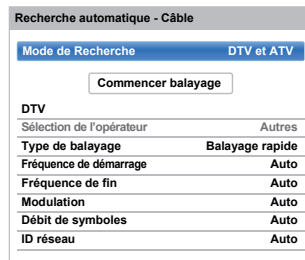 Recherche automatique - Câble
Mode de Recherche DTV et ATV
Commencer balayage
DTV
Sélection de l'opérateur Autres
Type de balayage Balayage rapide
Fréquence de démarrage Auto
Fréquence de fin Auto
Modulation Auto
Débit de symboles Auto
ID réseau Auto